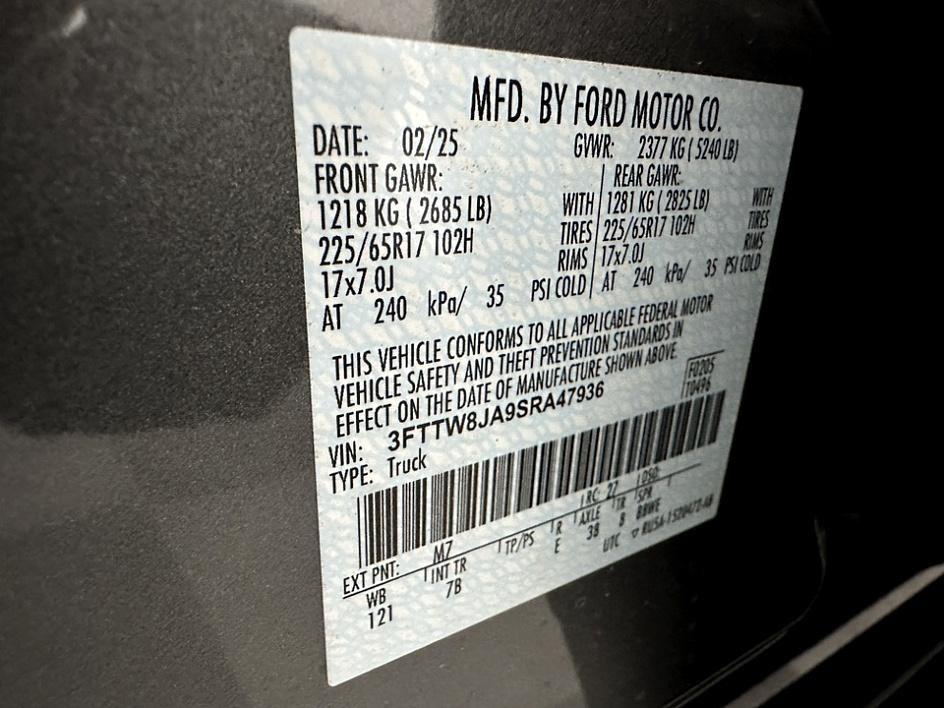 MFD. BY FORD MOTOR CO.
DATE: 02/25 GVWR: 2377 KG ( 5240 LB)
FRONT GAWR: REAR GAWR:
1218 KG ( 2685 LB) WITH 1281 KG ( 2825 LB) WITH
225/65R17 102H TIRES 225/65R17 102H TIRES
17x7.0J RIMS 17x7.0J RIMS
AT 240 kPa/ 35 PSI COLD AT 240 kPa/ 35 PSI COLD
THIS VEHICLE CONFORMS TO ALL APPLICABLE FEDERAL MOTOR
VEHICLE SAFETY AND THEFT PREVENTION STANDARDS IN
EFFECT ON THE DATE OF MANUFACTURE SHOWN ABOVE.
VIN: 3FTTW8JA9SRA47936 F0205
TYPE: Truck T0496
EXT PNT: M7 RC: 27 DSO:
WB INT TR TP/PS R AXLE TR SPR
121 7B E 38 8 BBWE
UTC